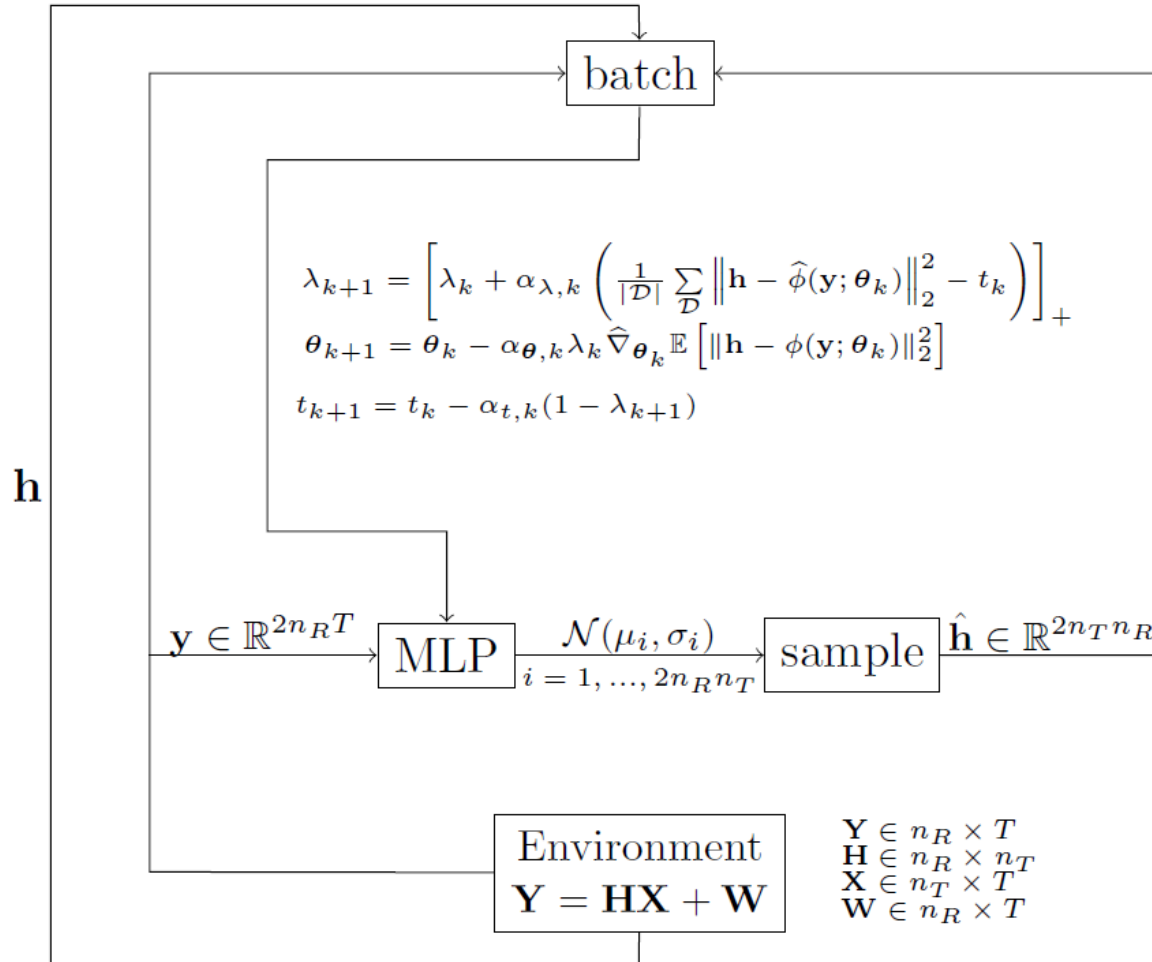 batch
λ_{k+1} = [λ_k + α_{λ,k} (1/|𝒟| ∑_𝒟 ‖𝐡 − φ̂(𝐲; 𝜽_k)‖₂² − t_k)]_+
𝜽_{k+1} = 𝜽_k − α_{𝜽,k} λ_k ∇̂_{𝜽_k} 𝔼 [‖𝐡 − ϕ(𝐲; 𝜽_k)‖₂²]
t_{k+1} = t_k − α_{t,k}(1 − λ_{k+1})
𝐡
𝐲 ∈ ℝ^{2n_R T}
MLP
𝒩(μ_i, σ_i)
i = 1, ..., 2n_R n_T
sample
𝐡̂ ∈ ℝ^{2n_T n_R}
Environment
𝐘 = 𝐇𝐗 + 𝐖
𝐘 ∈ n_R × T
𝐇 ∈ n_R × n_T
𝐗 ∈ n_T × T
𝐖 ∈ n_R × T